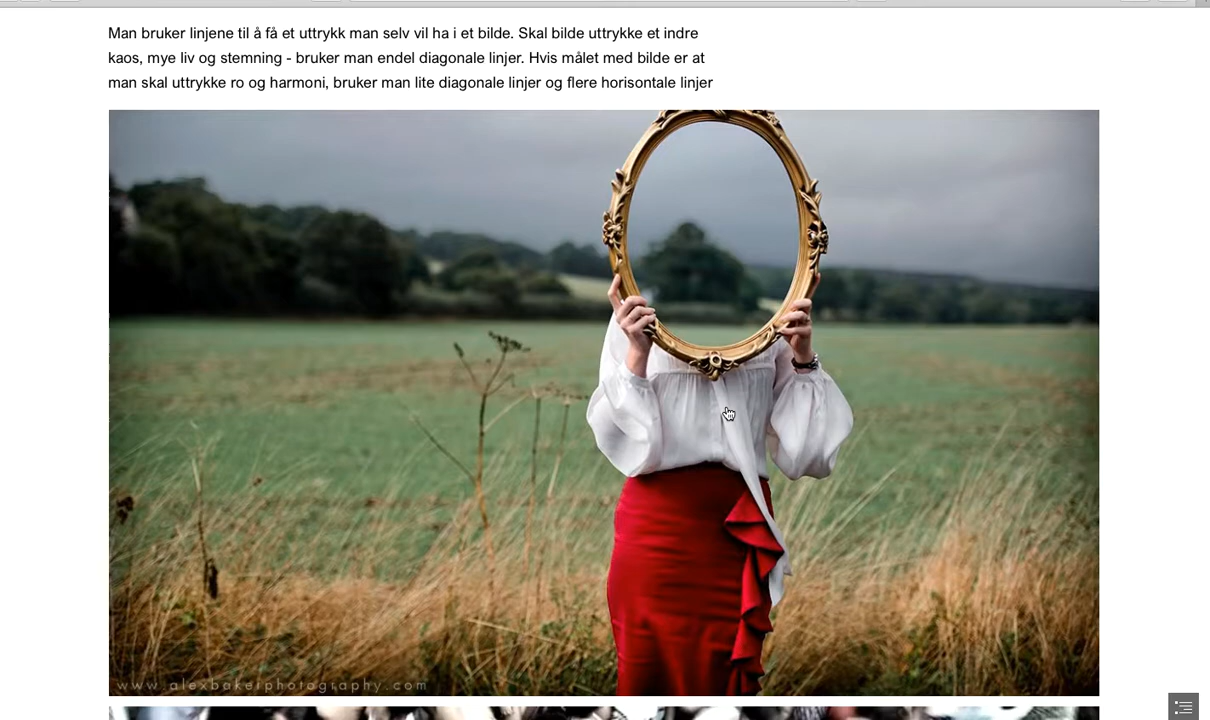 Man bruker linjene til å få et uttrykk man selv vil ha i et bilde. Skal bilde uttrykke et indre
kaos, mye liv og stemning - bruker man endel diagonale linjer. Hvis målet med bilde er at
man skal uttrykke ro og harmoni, bruker man lite diagonale linjer og flere horisontale linjer
www.alexbakerphotography.com